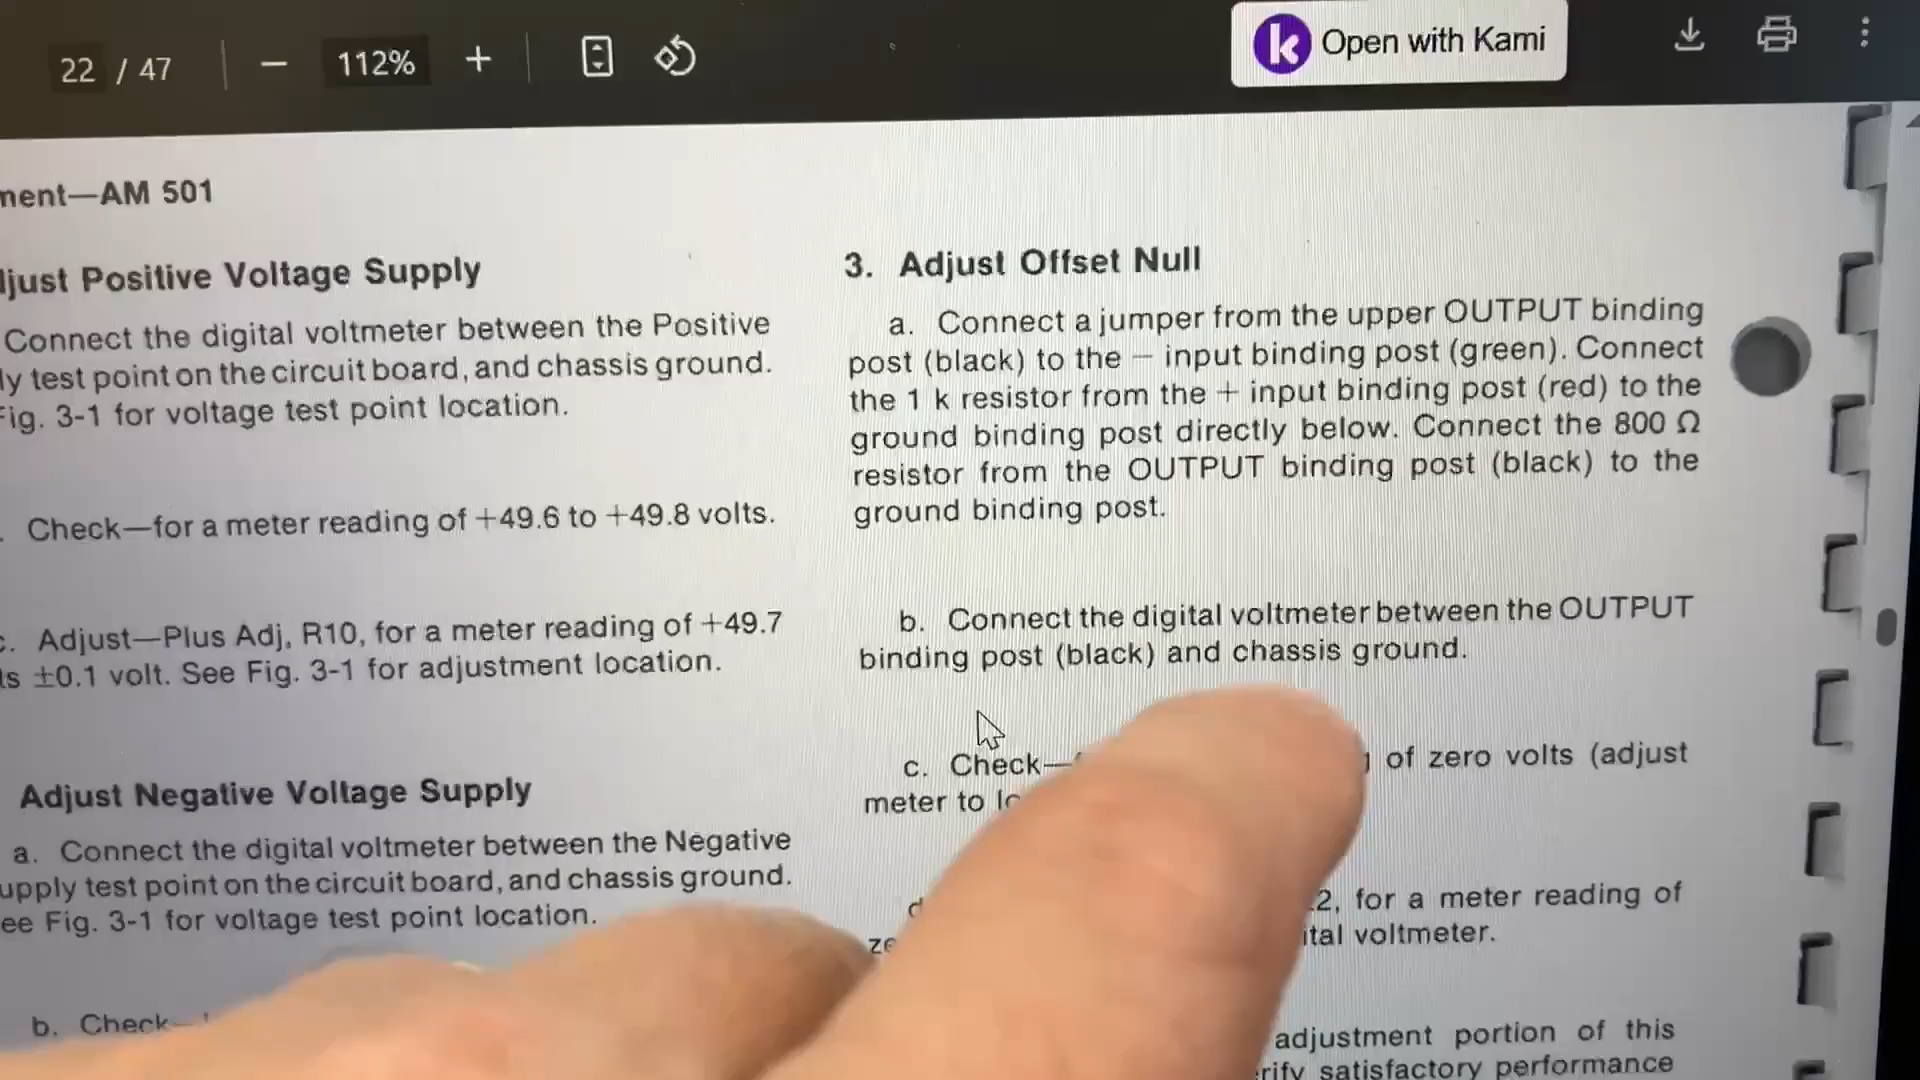 22 / 47
112%
Open with Kami
ment—AM 501
just Positive Voltage Supply
Connect the digital voltmeter between the Positive
ly test point on the circuit board, and chassis ground.
Fig. 3-1 for voltage test point location.
. Check—for a meter reading of +49.6 to +49.8 volts.
c. Adjust—Plus Adj, R10, for a meter reading of +49.7
ts ±0.1 volt. See Fig. 3-1 for adjustment location.
Adjust Negative Voltage Supply
a. Connect the digital voltmeter between the Negative
upply test point on the circuit board, and chassis ground.
ee Fig. 3-1 for voltage test point location.
b. Check—
3. Adjust Offset Null
a. Connect a jumper from the upper OUTPUT binding
post (black) to the — input binding post (green). Connect
the 1 k resistor from the + input binding post (red) to the
ground binding post directly below. Connect the 800 Ω
resistor from the OUTPUT binding post (black) to the
ground binding post.
b. Connect the digital voltmeter between the OUTPUT
binding post (black) and chassis ground.
c. Check— of zero volts (adjust
meter to
2, for a meter reading of
ital voltmeter.
adjustment portion of this
rify satisfactory performance